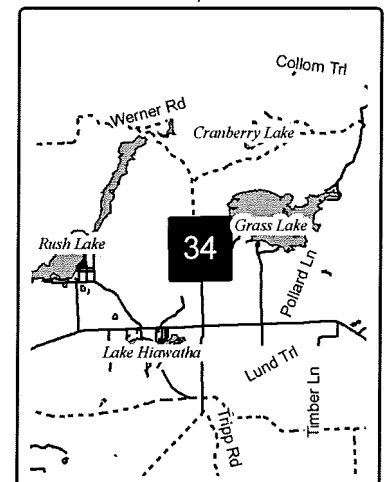 Collom Trl
Werner Rd
Cranberry Lake
Grass Lake
Rush Lake
34
Pollard Ln
Lake Hiawatha
Lund Trl
Timber Ln
Tripp Rd